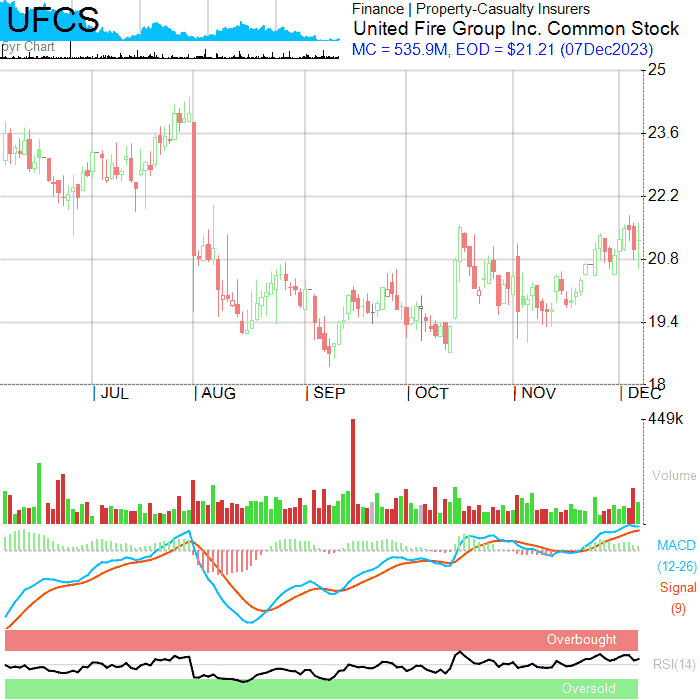 UFCS
5yr Chart
Finance | Property-Casualty Insurers
United Fire Group Inc. Common Stock
MC = 535.9M, EOD = $21.21 (07Dec2023)
25
23.6
22.2
20.8
19.4
18
JUL AUG SEP OCT NOV DEC
449k
Volume
MACD
(12-26)
Signal
(9)
Overbought
RSI(14)
Oversold